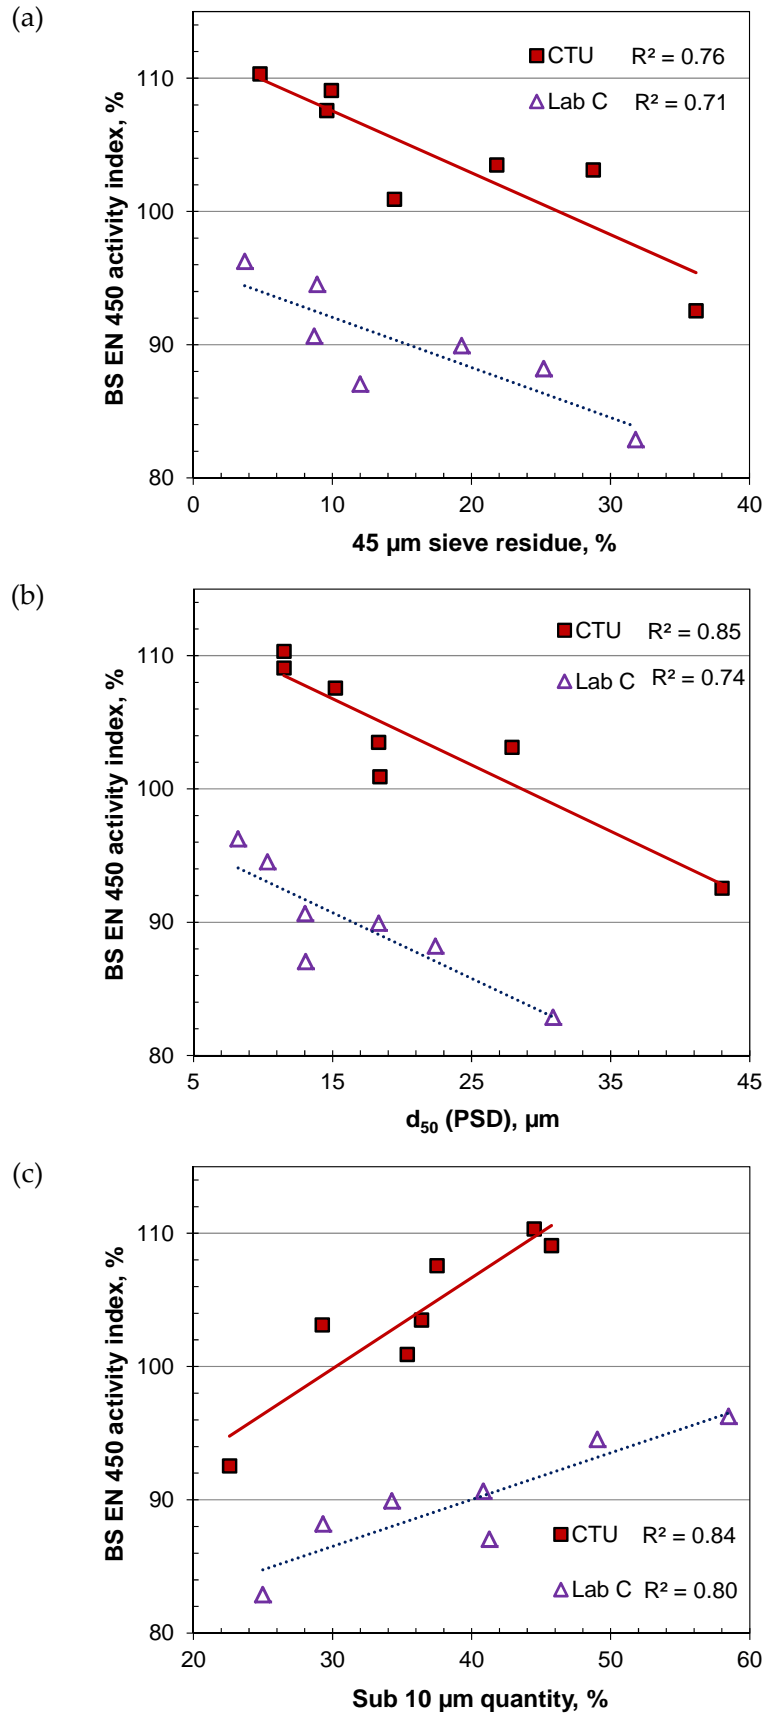 (a)
BS EN 450 activity index, %
110
100
90
80
CTU R² = 0.76
Lab C R² = 0.71
0 10 20 30 40
45 µm sieve residue, %
(b)
BS EN 450 activity index, %
110
100
90
80
CTU R² = 0.85
Lab C R² = 0.74
5 15 25 35 45
d₅₀ (PSD), µm
(c)
BS EN 450 activity index, %
110
100
90
80
CTU R² = 0.84
Lab C R² = 0.80
20 30 40 50 60
Sub 10 µm quantity, %